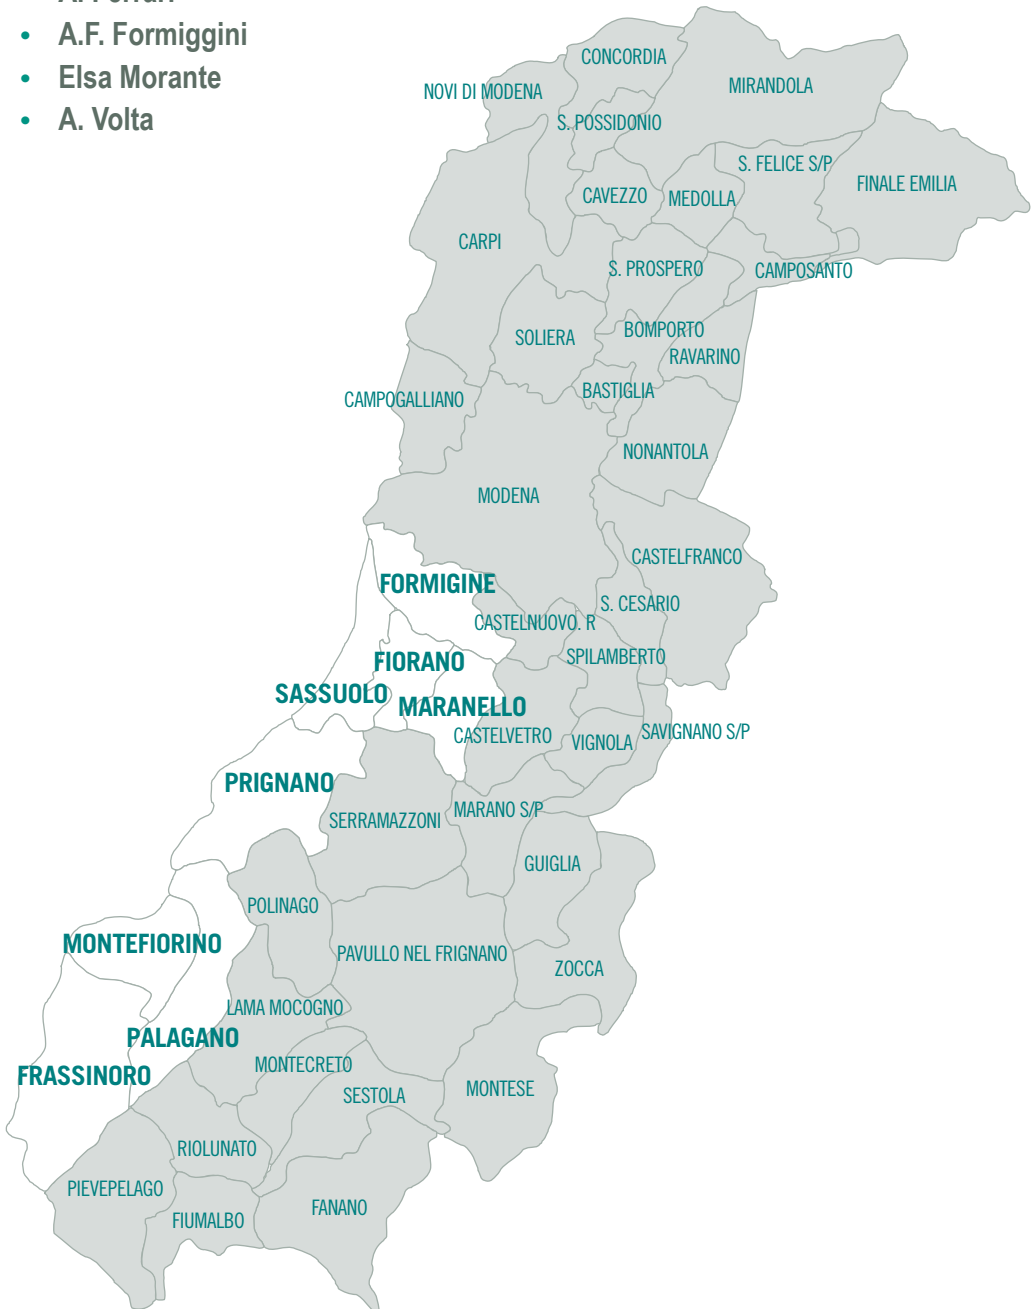 • A.F. Formiggini
• Elsa Morante
• A. Volta
CONCORDIA
MIRANDOLA
NOVI DI MODENA
S. POSSIDONIO
S. FELICE S/P
FINALE EMILIA
CAVEZZO
MEDOLLA
CARPI
S. PROSPERO
CAMPOSANTO
SOLIERA
BOMPORTO
RAVARINO
BASTIGLIA
CAMPOGALLIANO
NONANTOLA
MODENA
CASTELFRANCO
FORMIGINE
S. CESARIO
CASTELNUOVO. R
SPILAMBERTO
FIORANO
SASSUOLO
MARANELLO
CASTELVETRO
VIGNOLA
SAVIGNANO S/P
PRIGNANO
SERRAMAZZONI
MARANO S/P
GUIGLIA
POLINAGO
MONTEFIORINO
PAVULLO NEL FRIGNANO
ZOCCA
LAMA MOCOGNO
PALAGANO
MONTECRETO
FRASSINORO
SESTOLA
MONTESE
RIOLUNATO
PIEVEPELAGO
FIUMALBO
FANANO